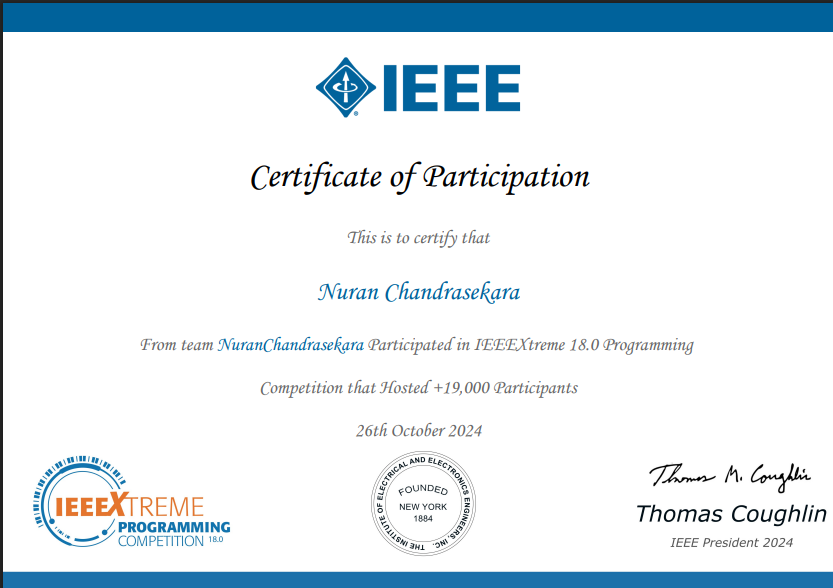 IEEE
®
Certificate of Participation
This is to certify that
Nuran Chandrasekara
From team NuranChandrasekara Participated in IEEEXtreme 18.0 Programming
Competition that Hosted +19,000 Participants
26th October 2024
IEEEXTREME
PROGRAMMING
COMPETITION 18.0
THE INSTITUTE OF ELECTRICAL AND ELECTRONICS ENGINEERS, INC.
FOUNDED
NEW YORK
1884
Thomas M. Coughlin
Thomas Coughlin
IEEE President 2024